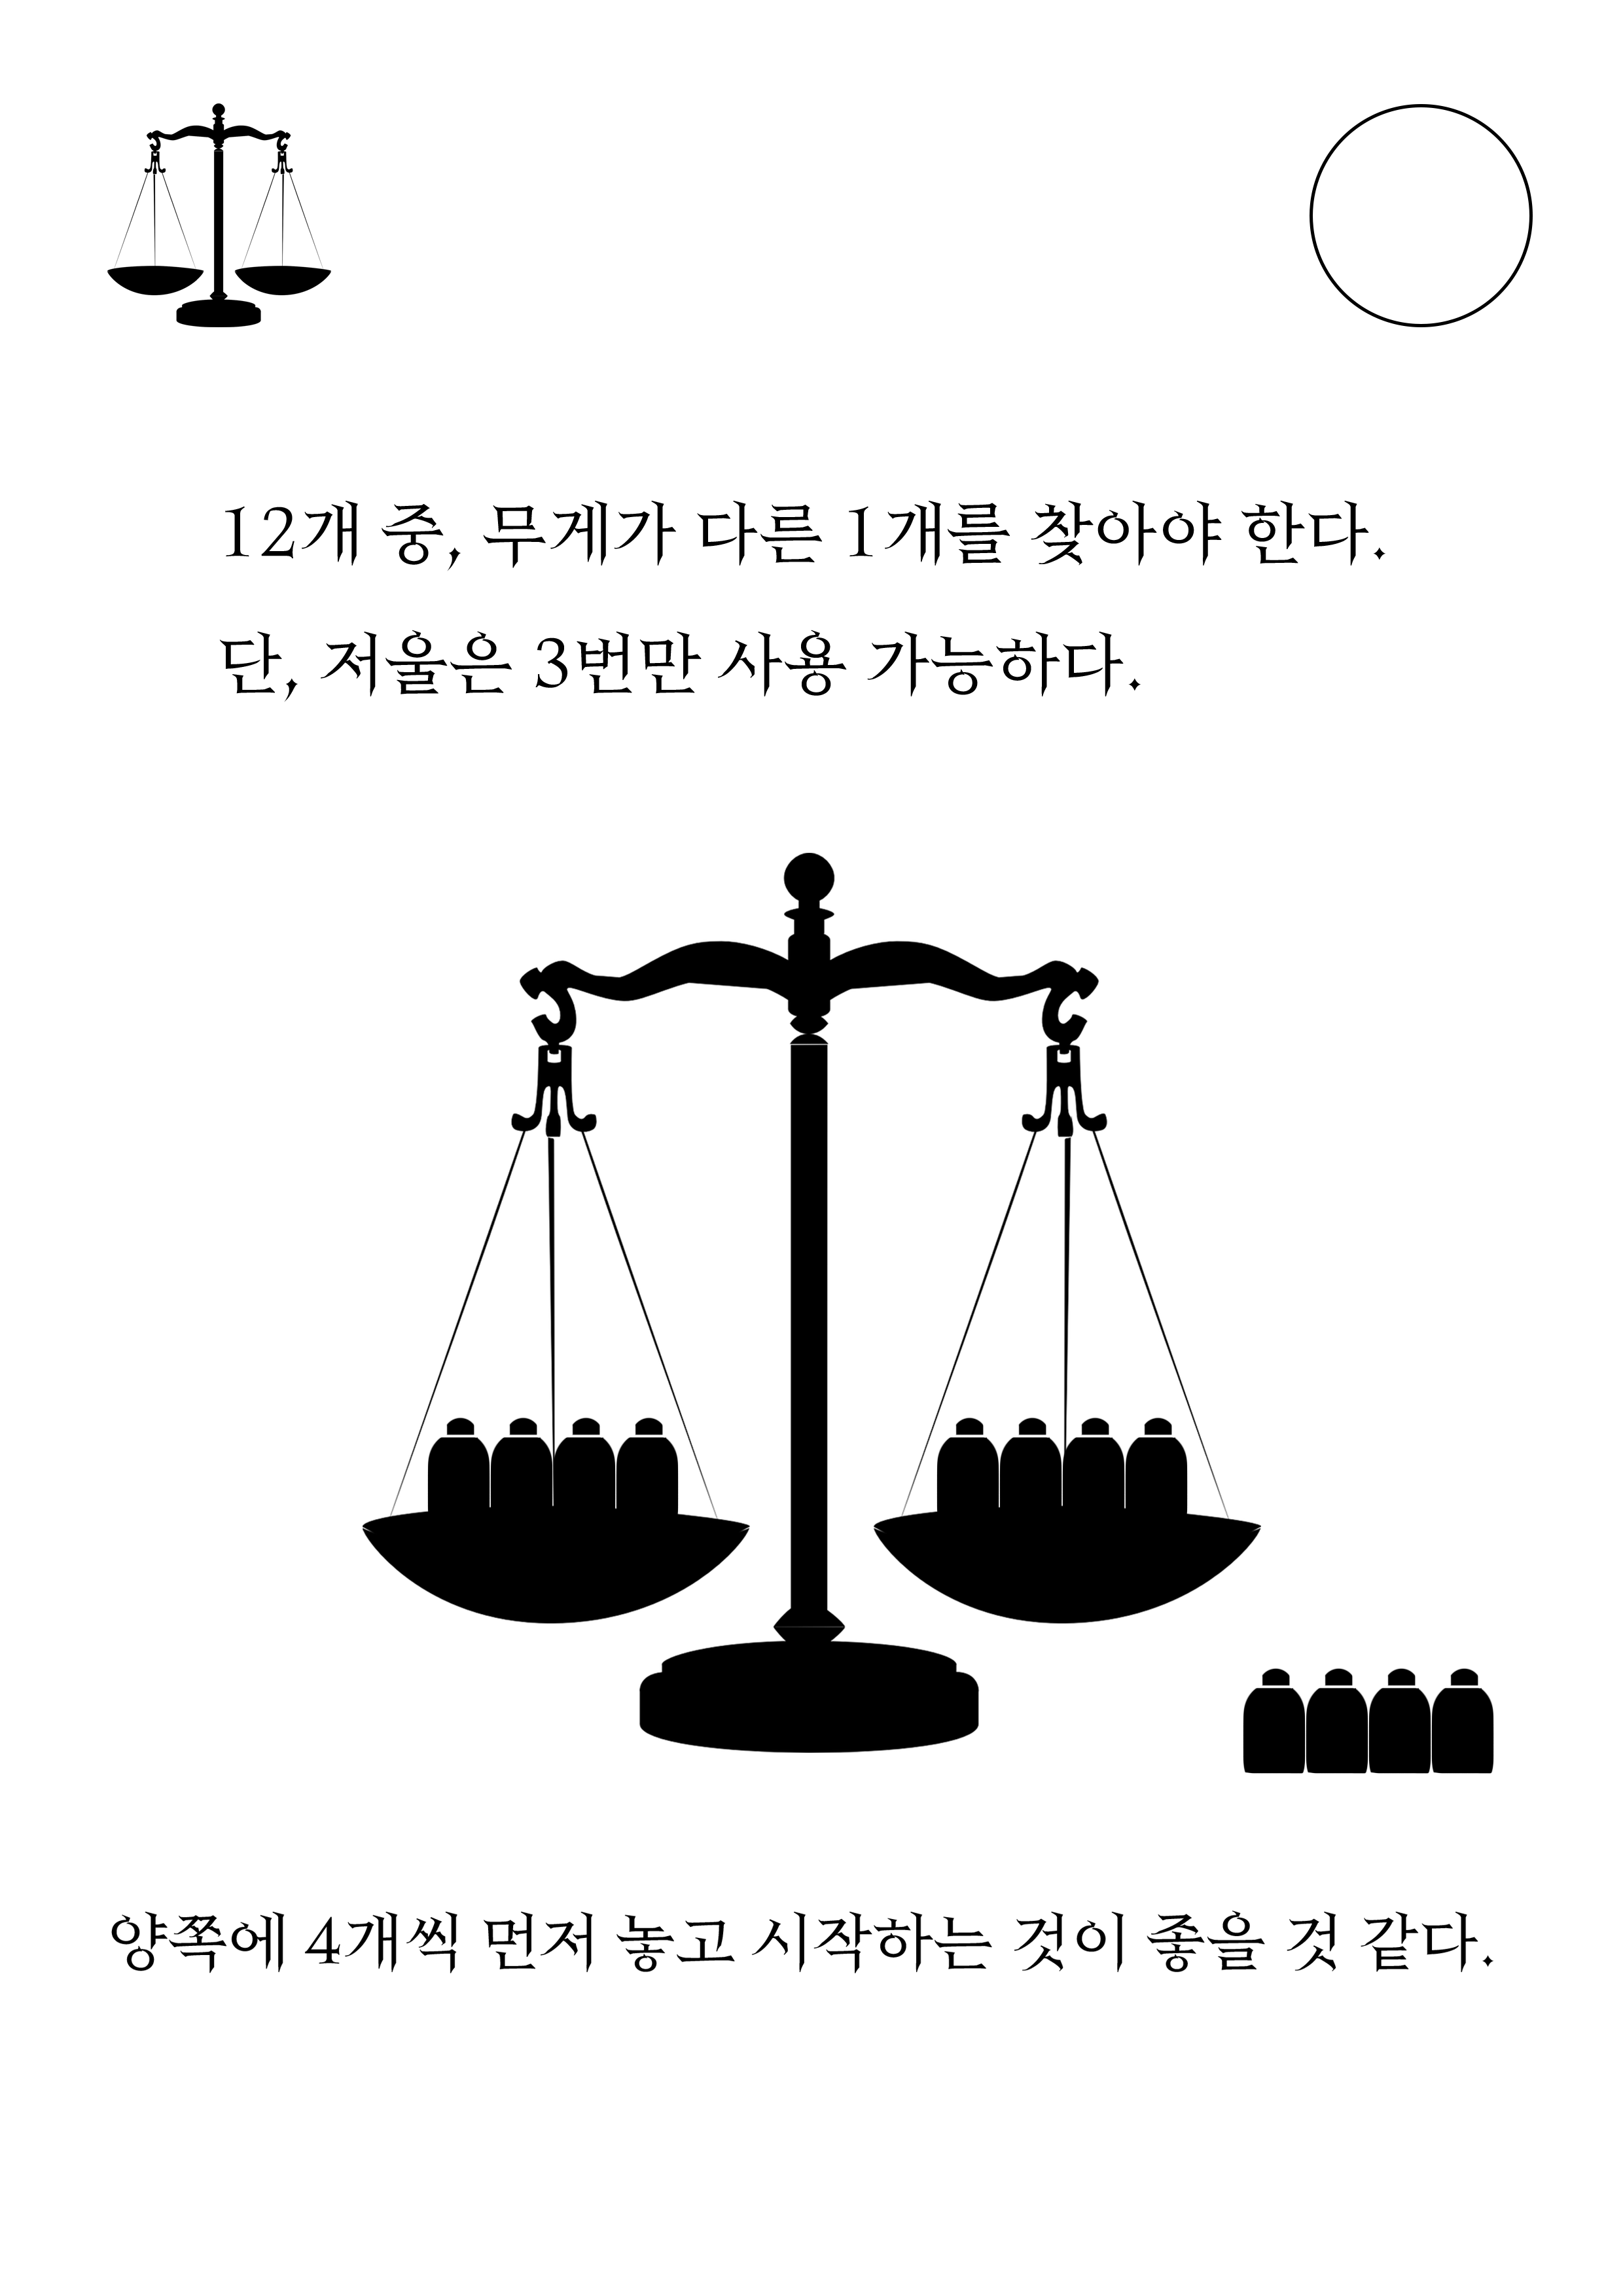 12개 중, 무게가 다른 1개를 찾아야 한다.
단, 저울은 3번만 사용 가능하다.
양쪽에 4개씩 먼저 놓고 시작하는 것이 좋을 것 같다.